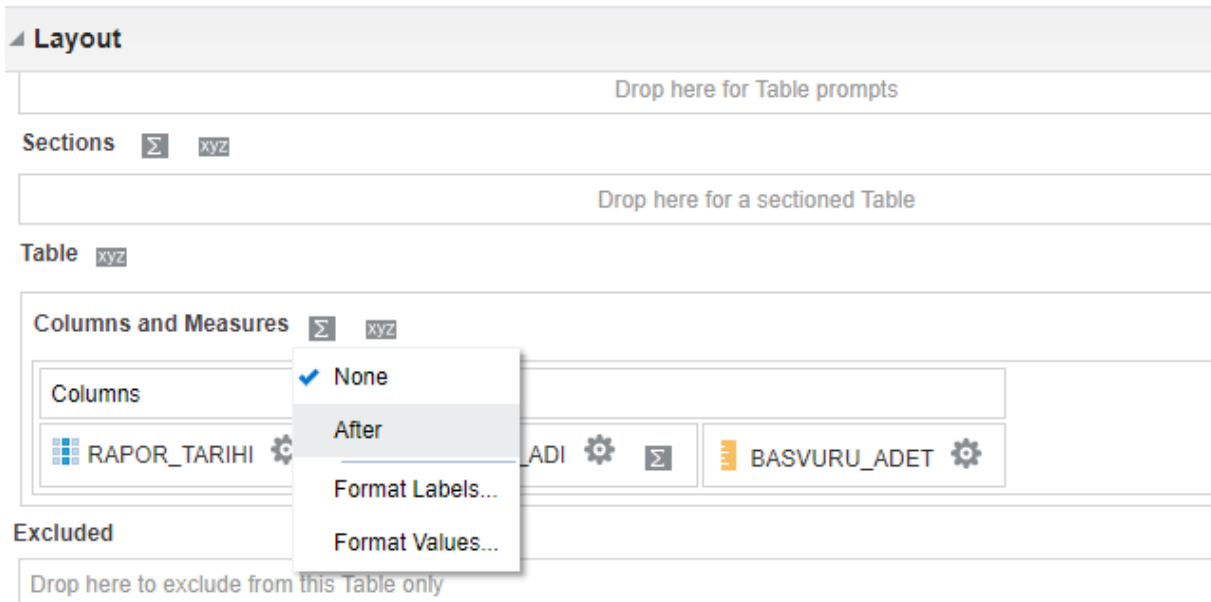 Layout
Drop here for Table prompts
Sections Σ xyz
Drop here for a sectioned Table
Table xyz
Columns and Measures Σ xyz
None
Columns
After
RAPOR_TARIHI _ADI Σ BASVURU_ADET
Format Labels...
Excluded
Format Values...
Drop here to exclude from this Table only